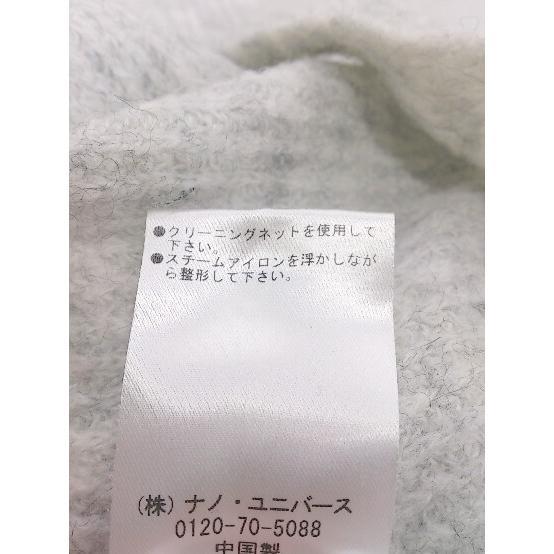 ●クリーニングネットを使用して
下さい。
●スチームアイロンを浮かしなが
ら整形して下さい。
(株)ナノ・ユニバース
0120-70-5088
中国製